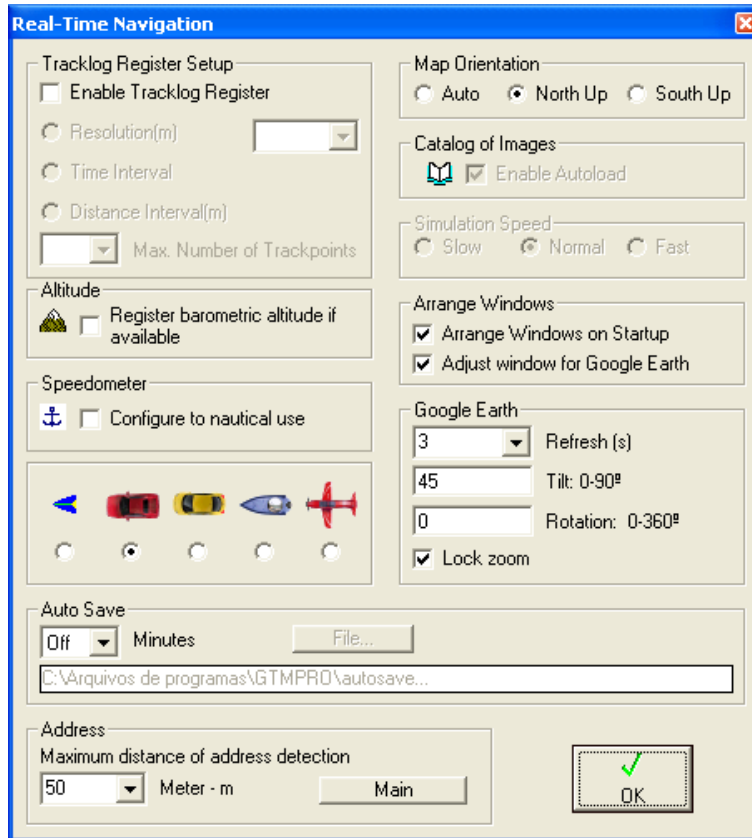 Real-Time Navigation
Tracklog Register Setup
Enable Tracklog Register
Resolution(m)
Time Interval
Distance Interval(m)
Max. Number of Trackpoints
Altitude
Register barometric altitude if
available
Speedometer
Configure to nautical use
Map Orientation
Auto North Up South Up
Catalog of Images
Enable Autoload
Simulation Speed
Slow Normal Fast
Arrange Windows
Arrange Windows on Startup
Adjust window for Google Earth
Google Earth
3 Refresh (s)
45 Tilt: 0-90º
0 Rotation: 0-360º
Lock zoom
Auto Save
Off Minutes File...
C:\Arquivos de programas\GTMPRO\autosave...
Address
Maximum distance of address detection
50 Meter - m Main
OK